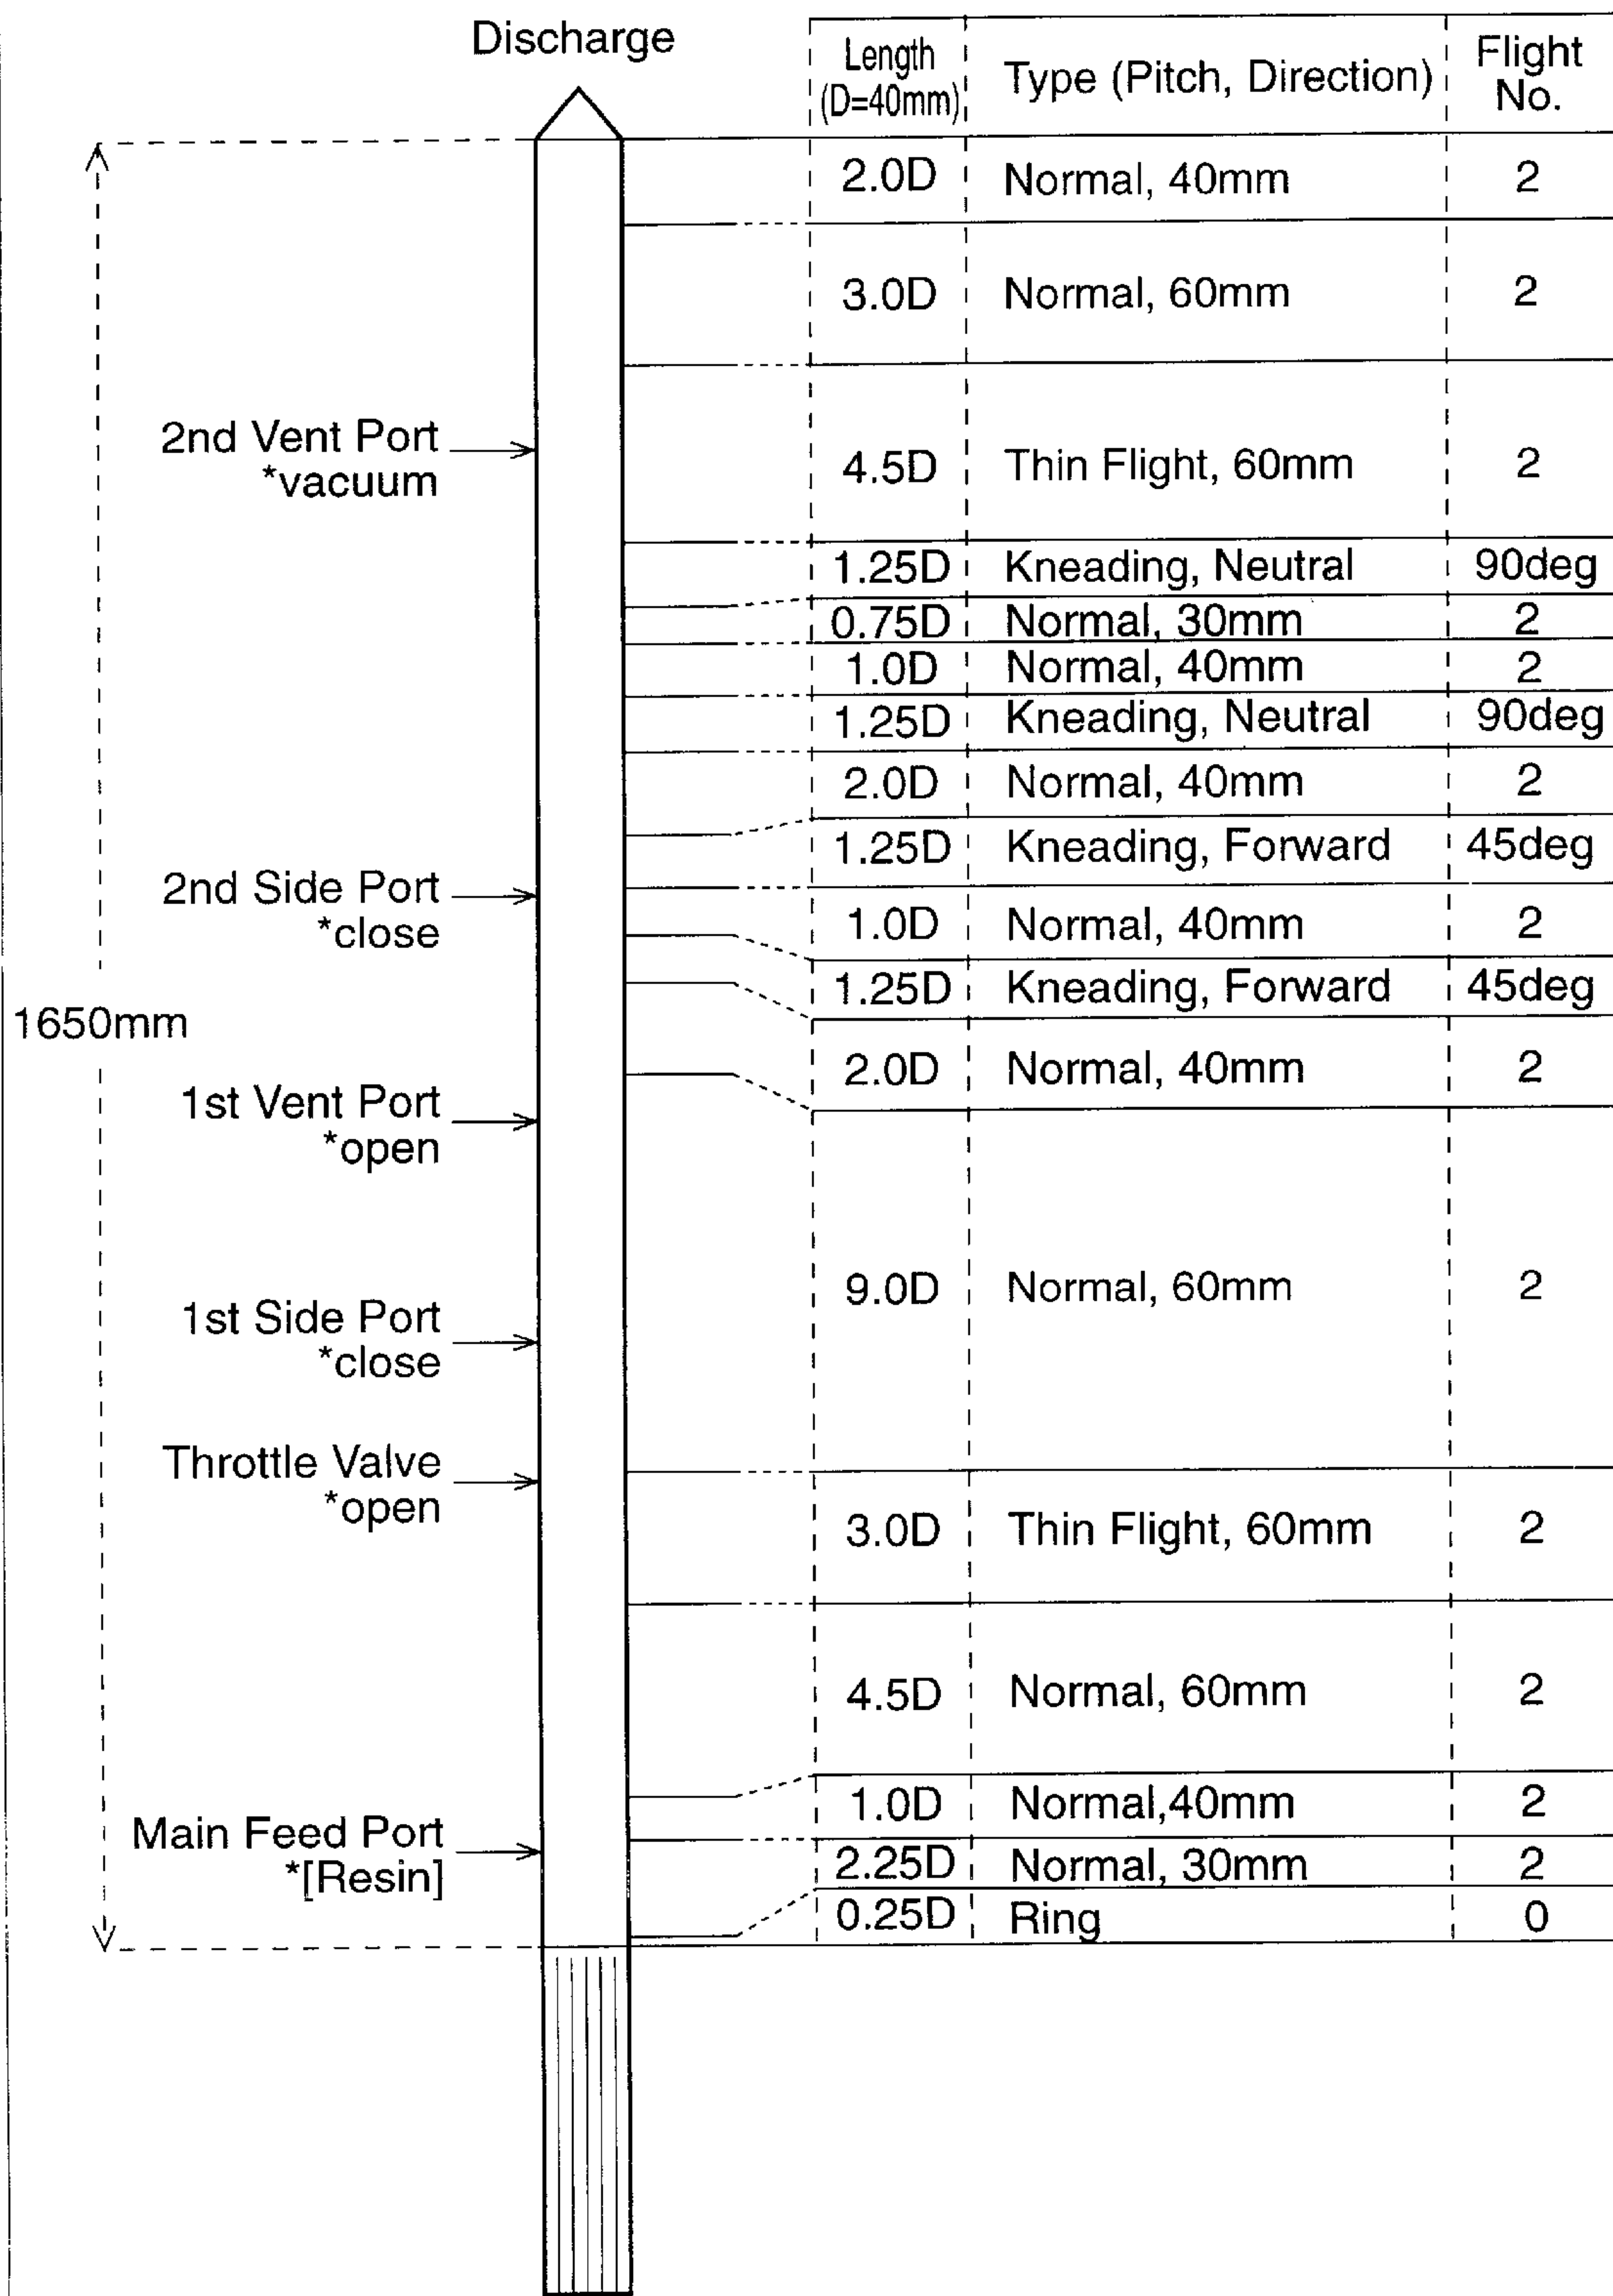 Discharge
Length
(D=40mm)
Type (Pitch, Direction)
Flight
No.
2.0D Normal, 40mm 2
3.0D Normal, 60mm 2
2nd Vent Port
*vacuum
4.5D Thin Flight, 60mm 2
1.25D Kneading, Neutral 90deg
0.75D Normal, 30mm 2
1.0D Normal, 40mm 2
1.25D Kneading, Neutral 90deg
2.0D Normal, 40mm 2
1.25D Kneading, Forward 45deg
2nd Side Port
*close
1.0D Normal, 40mm 2
1.25D Kneading, Forward 45deg
1650mm
2.0D Normal, 40mm 2
1st Vent Port
*open
9.0D Normal, 60mm 2
1st Side Port
*close
Throttle Valve
*open
3.0D Thin Flight, 60mm 2
4.5D Normal, 60mm 2
1.0D Normal,40mm 2
Main Feed Port
*[Resin]
2.25D Normal, 30mm 2
0.25D Ring 0